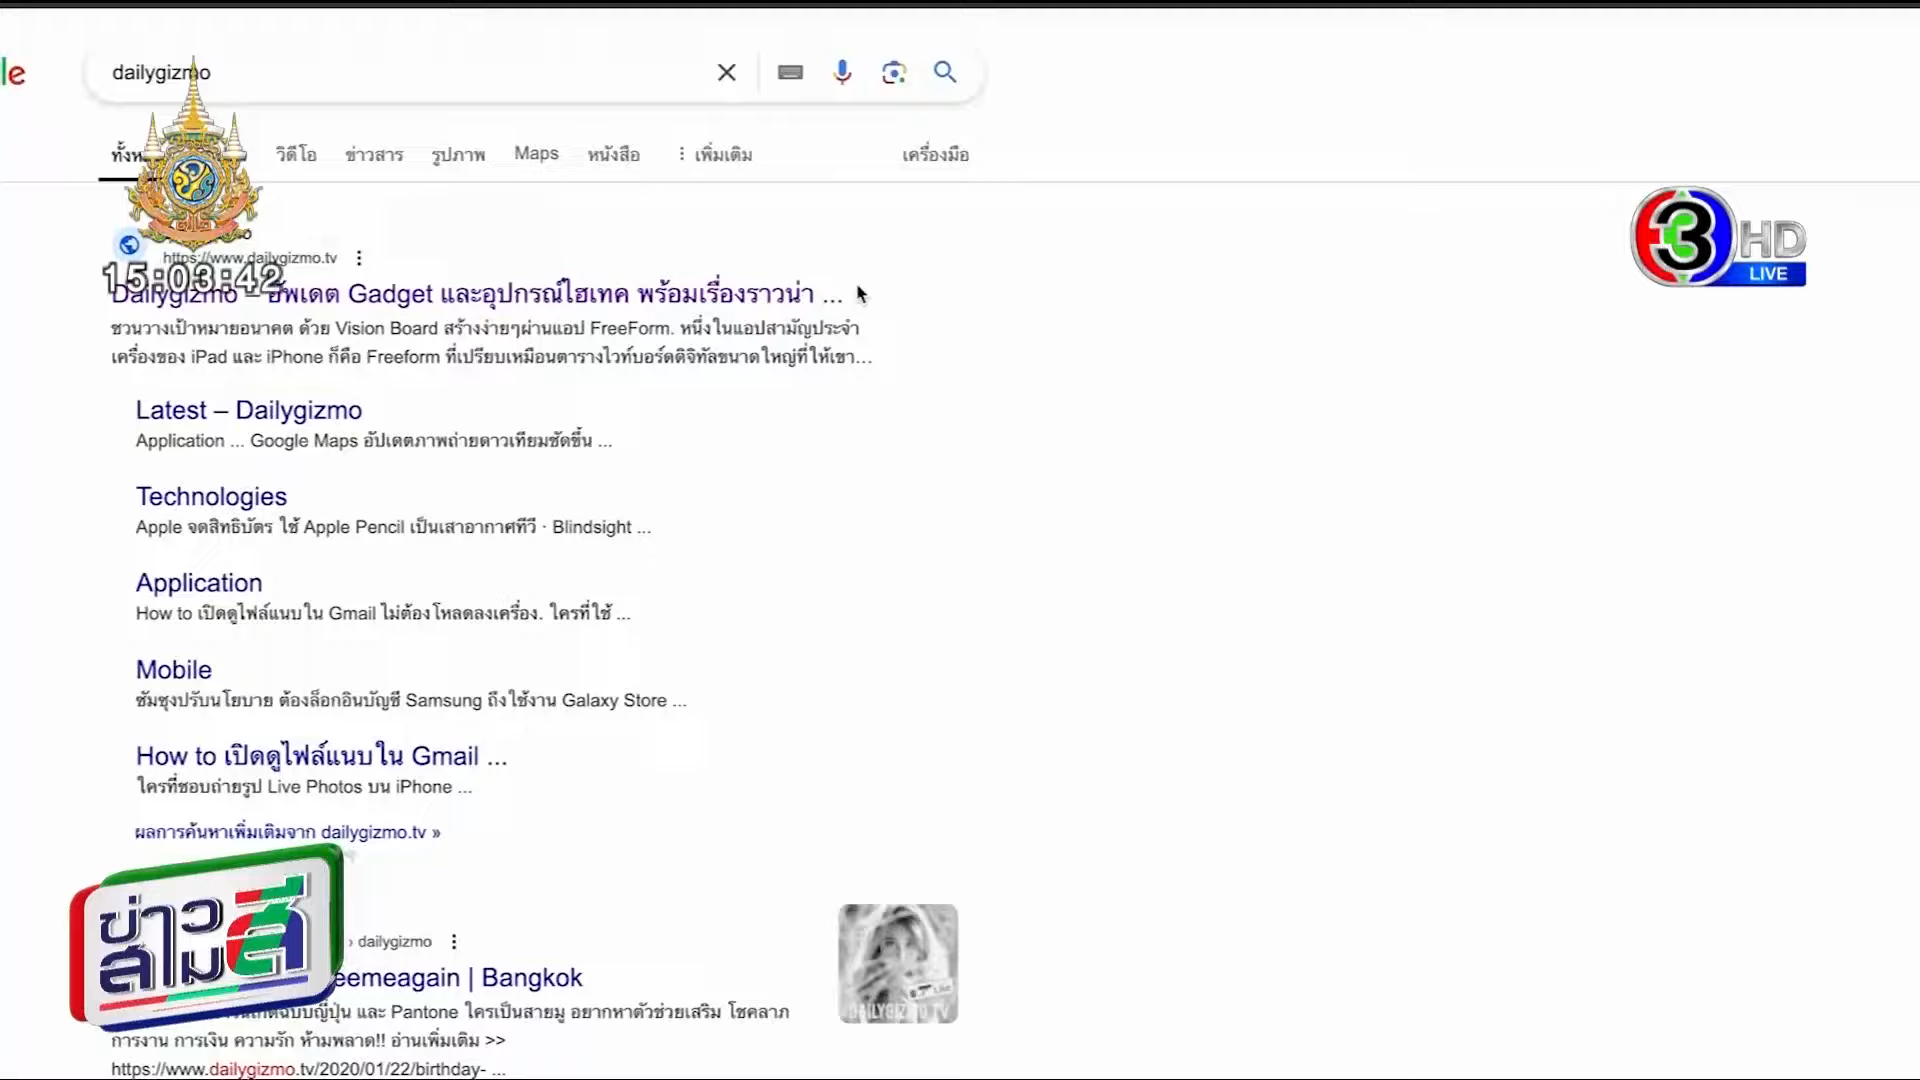 le
dailygizmo
ทั้งห
วิดีโอ
ข่าวสาร
รูปภาพ
Maps
หนังสือ
เพิ่มเติม
เครื่องมือ
3 HD
LIVE
https://www.dailygizmo.tv
15:03:42
Dailygizmo – อัพเดต Gadget และอุปกรณ์ไฮเทค พร้อมเรื่องราวน่า ...
ชวนวางเป้าหมายอนาคต ด้วย Vision Board สร้างง่ายๆผ่านแอป FreeForm. หนึ่งในแอปสามัญประจำ
เครื่องของ iPad และ iPhone ก็คือ Freeform ที่เปรียบเหมือนตารางไวท์บอร์ดดิจิทัลขนาดใหญ่ที่ให้เขา...
Latest – Dailygizmo
Application ... Google Maps อัปเดตภาพถ่ายดาวเทียมชัดขึ้น ...
Technologies
Apple จดสิทธิบัตร ใช้ Apple Pencil เป็นเสาอากาศทีวี · Blindsight ...
Application
How to เปิดดูไฟล์แนบใน Gmail ไม่ต้องโหลดลงเครื่อง. ใครที่ใช้ ...
Mobile
ซัมซุงปรับนโยบาย ต้องล็อกอินบัญชี Samsung ถึงใช้งาน Galaxy Store ...
How to เปิดดูไฟล์แนบใน Gmail ...
ใครที่ชอบถ่ายรูป Live Photos บน iPhone ...
ผลการค้นหาเพิ่มเติมจาก dailygizmo.tv »
ข่าว
สามสี
› dailygizmo
eemeagain | Bangkok
ฉบับญี่ปุ่น และ Pantone ใครเป็นสายมู อยากหาตัวช่วยเสริม โชคลาภ
การงาน การเงิน ความรัก ห้ามพลาด!! อ่านเพิ่มเติม >>
https://www.dailygizmo.tv/2020/01/22/birthday- ...
DAILYGIZMO TV